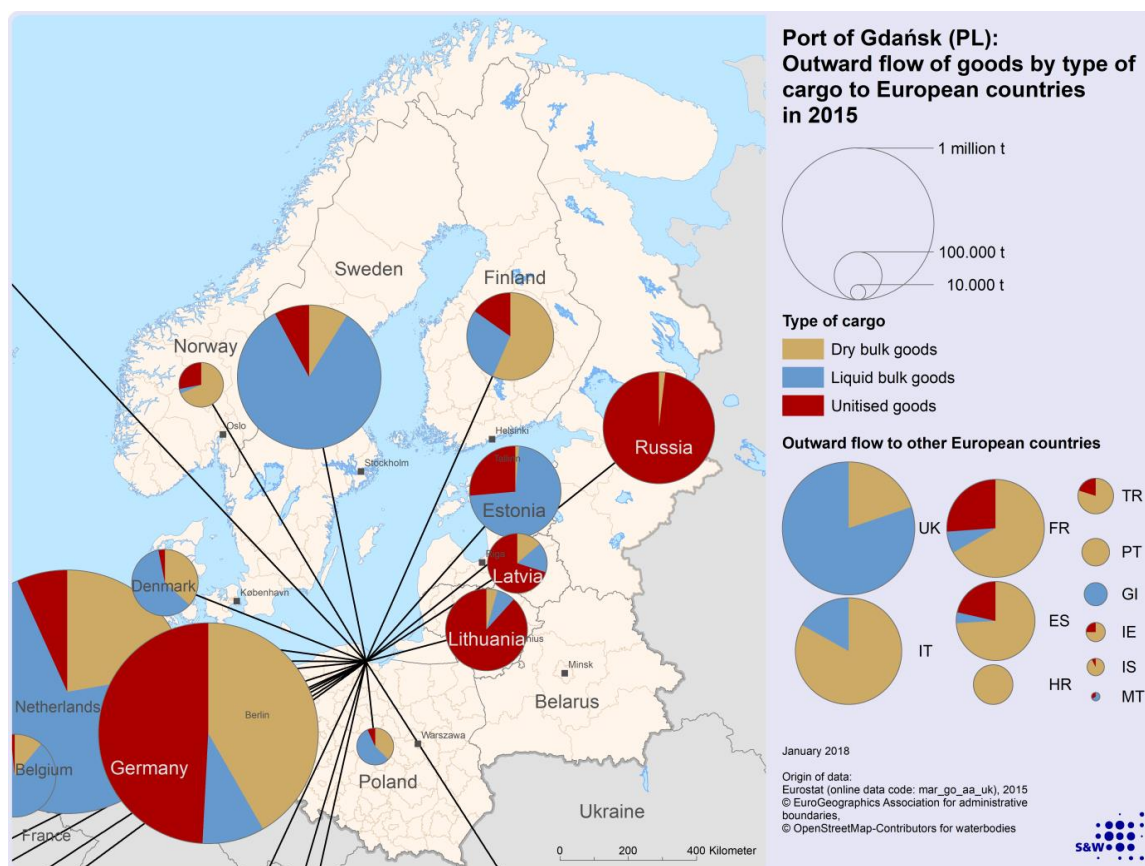 Port of Gdańsk (PL):
Outward flow of goods by type of
cargo to European countries
in 2015
1 million t
100.000 t
10.000 t
Type of cargo
Dry bulk goods
Liquid bulk goods
Unitised goods
Outward flow to other European countries
UK
FR
TR
PT
GI
IT
ES
IE
HR
IS
MT
January 2018
Origin of data:
Eurostat (online data code: mar_go_aa_uk), 2015
© EuroGeographics Association for administrative
boundaries,
© OpenStreetMap-Contributors for waterbodies
S&W
Sweden
Finland
Norway
Oslo
Stockholm
Helsinki
Russia
Estonia
Riga
Latvia
Denmark
København
Lithuania
Minsk
Belarus
Netherlands
Berlin
Warszawa
Belgium
Germany
Poland
Ukraine
France
0 200 400 Kilometer